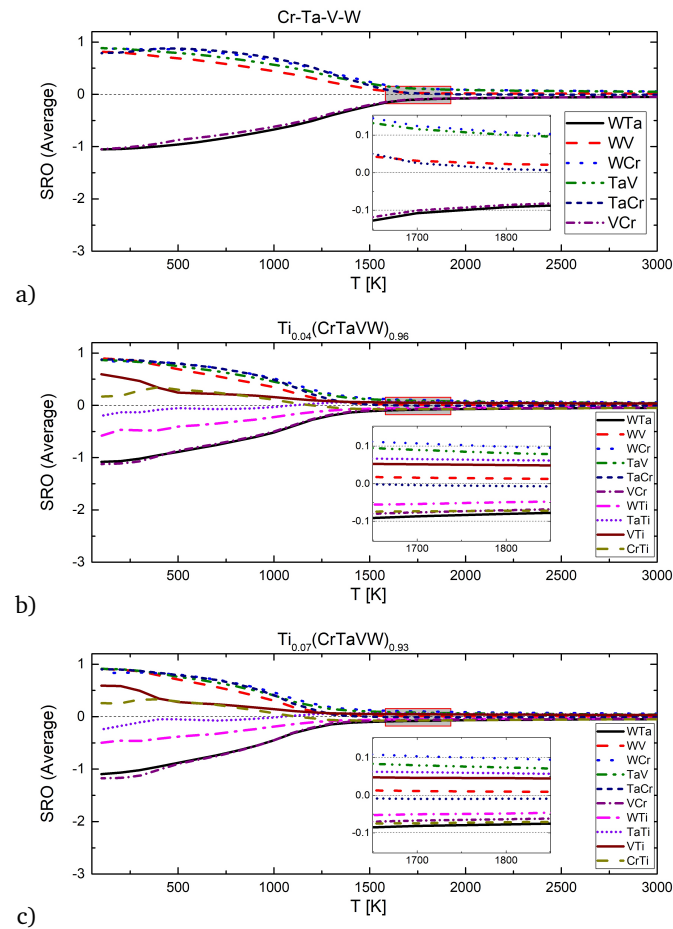 Cr-Ta-V-W
1
0
-1
-2
-3
SRO (Average)
0.1
0.0
-0.1
1700 1800
WTa
WV
WCr
TaV
TaCr
VCr
500 1000 1500 2000 2500 3000
T [K]
a)
Ti0.04(CrTaVW)0.96
1
0
-1
-2
-3
SRO (Average)
0.1
0.0
-0.1
1700 1800
WTa
WV
WCr
TaV
TaCr
VCr
WTi
TaTi
VTi
CrTi
500 1000 1500 2000 2500 3000
T [K]
b)
Ti0.07(CrTaVW)0.93
1
0
-1
-2
-3
SRO (Average)
0.1
0.0
-0.1
1700 1800
WTa
WV
WCr
TaV
TaCr
VCr
WTi
TaTi
VTi
CrTi
500 1000 1500 2000 2500 3000
T [K]
c)